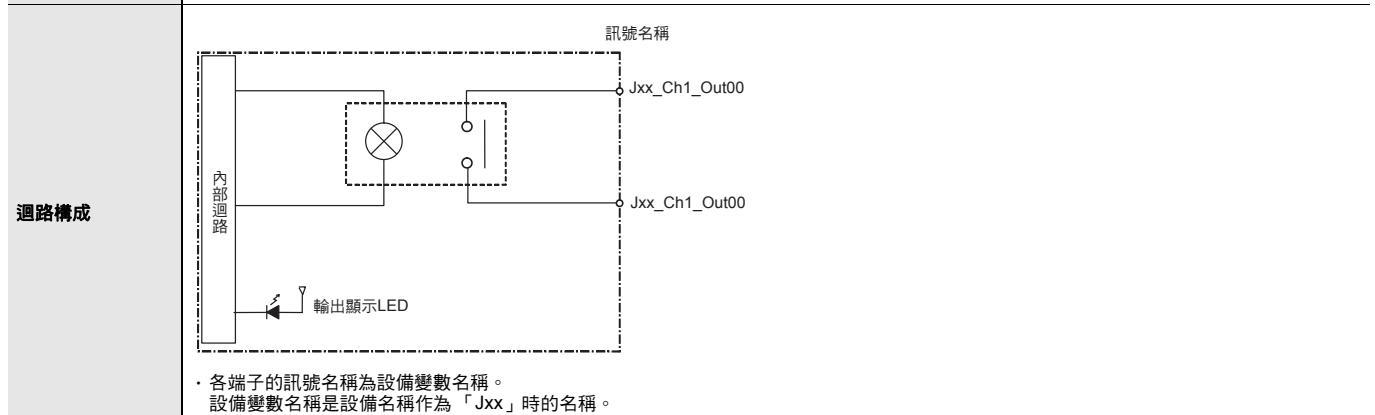 訊號名稱
Jxx_Ch1_Out00
內部迴路
迴路構成
Jxx_Ch1_Out00
輸出顯示LED
・各端子的訊號名稱為設備變數名稱。
設備變數名稱是設備名稱作為「Jxx」時的名稱。